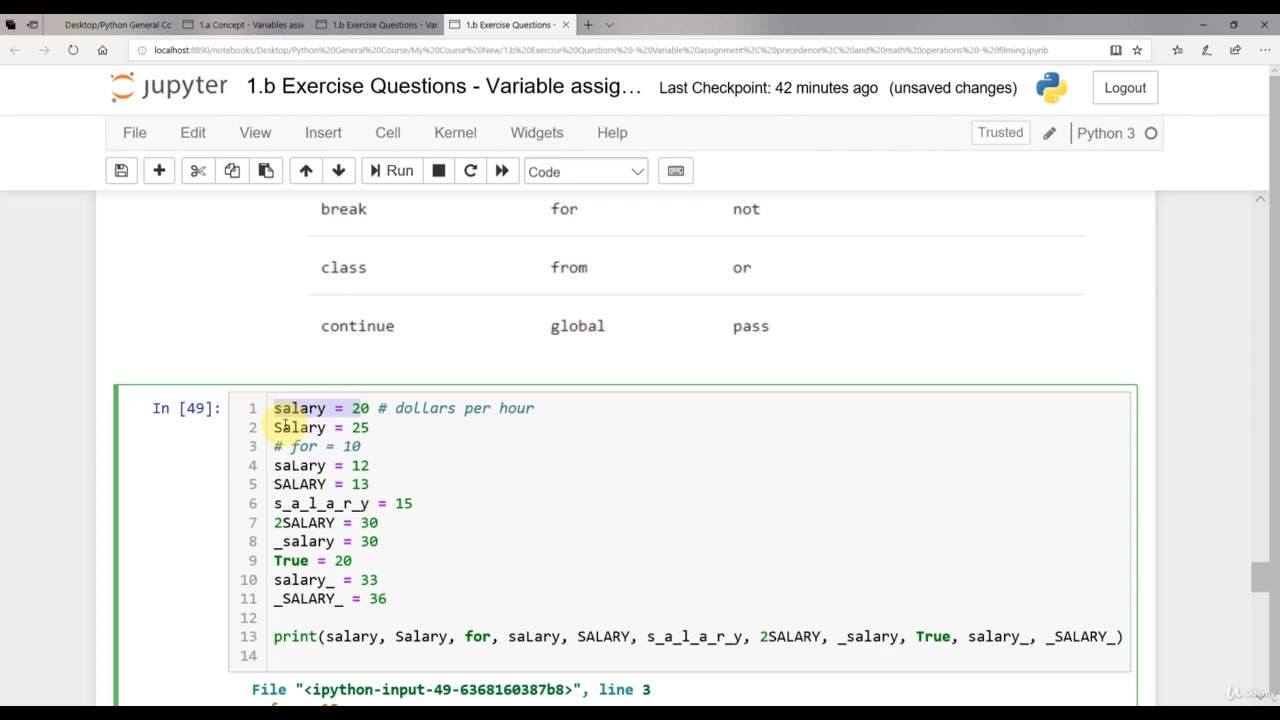 Desktop/Python General Cc
1.a Concept - Variables assi
1.b Exercise Questions - Var
1.b Exercise Questions -
localhost:8890/notebooks/Desktop/Python%20General%20Course/My%20Course%20New/1.b%20Exercise%20Questions%20-%20Variable%20assignment%2C%20precedence%2C%20and%20math%20operations%20-%20filming.ipynb
jupyter 1.b Exercise Questions - Variable assig... Last Checkpoint: 42 minutes ago (unsaved changes) Logout
File Edit View Insert Cell Kernel Widgets Help Trusted Python 3
Run Code
break for not
class from or
continue global pass
In [49]: 1 salary = 20 # dollars per hour
2 Salary = 25
3 # for = 10
4 saLary = 12
5 SALARY = 13
6 s_a_l_a_r_y = 15
7 2SALARY = 30
8 _salary = 30
9 True = 20
10 salary_ = 33
11 _SALARY_ = 36
12
13 print(salary, Salary, for, saLary, SALARY, s_a_l_a_r_y, 2SALARY, _salary, True, salary_, _SALARY_)
14
File "<ipython-input-49-6368160387b8>", line 3
Udemy